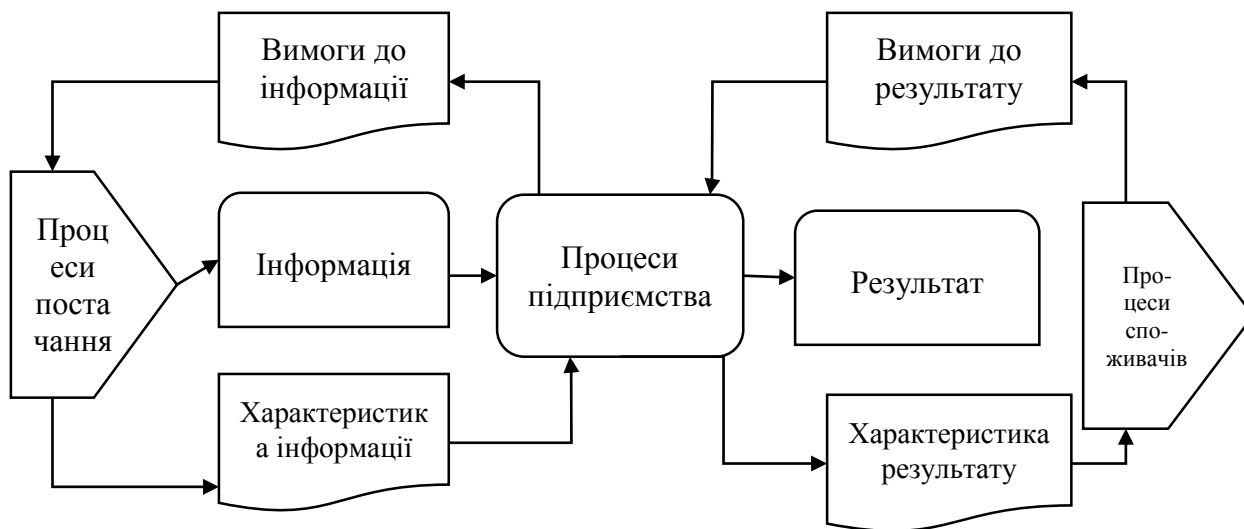 Вимоги до
інформації
Вимоги до
результату
Проц
еси
поста
чання
Інформація
Процеси
підприємства
Результат
Про-
цеси
спо-
живачів
Характеристик
а інформації
Характеристика
результату